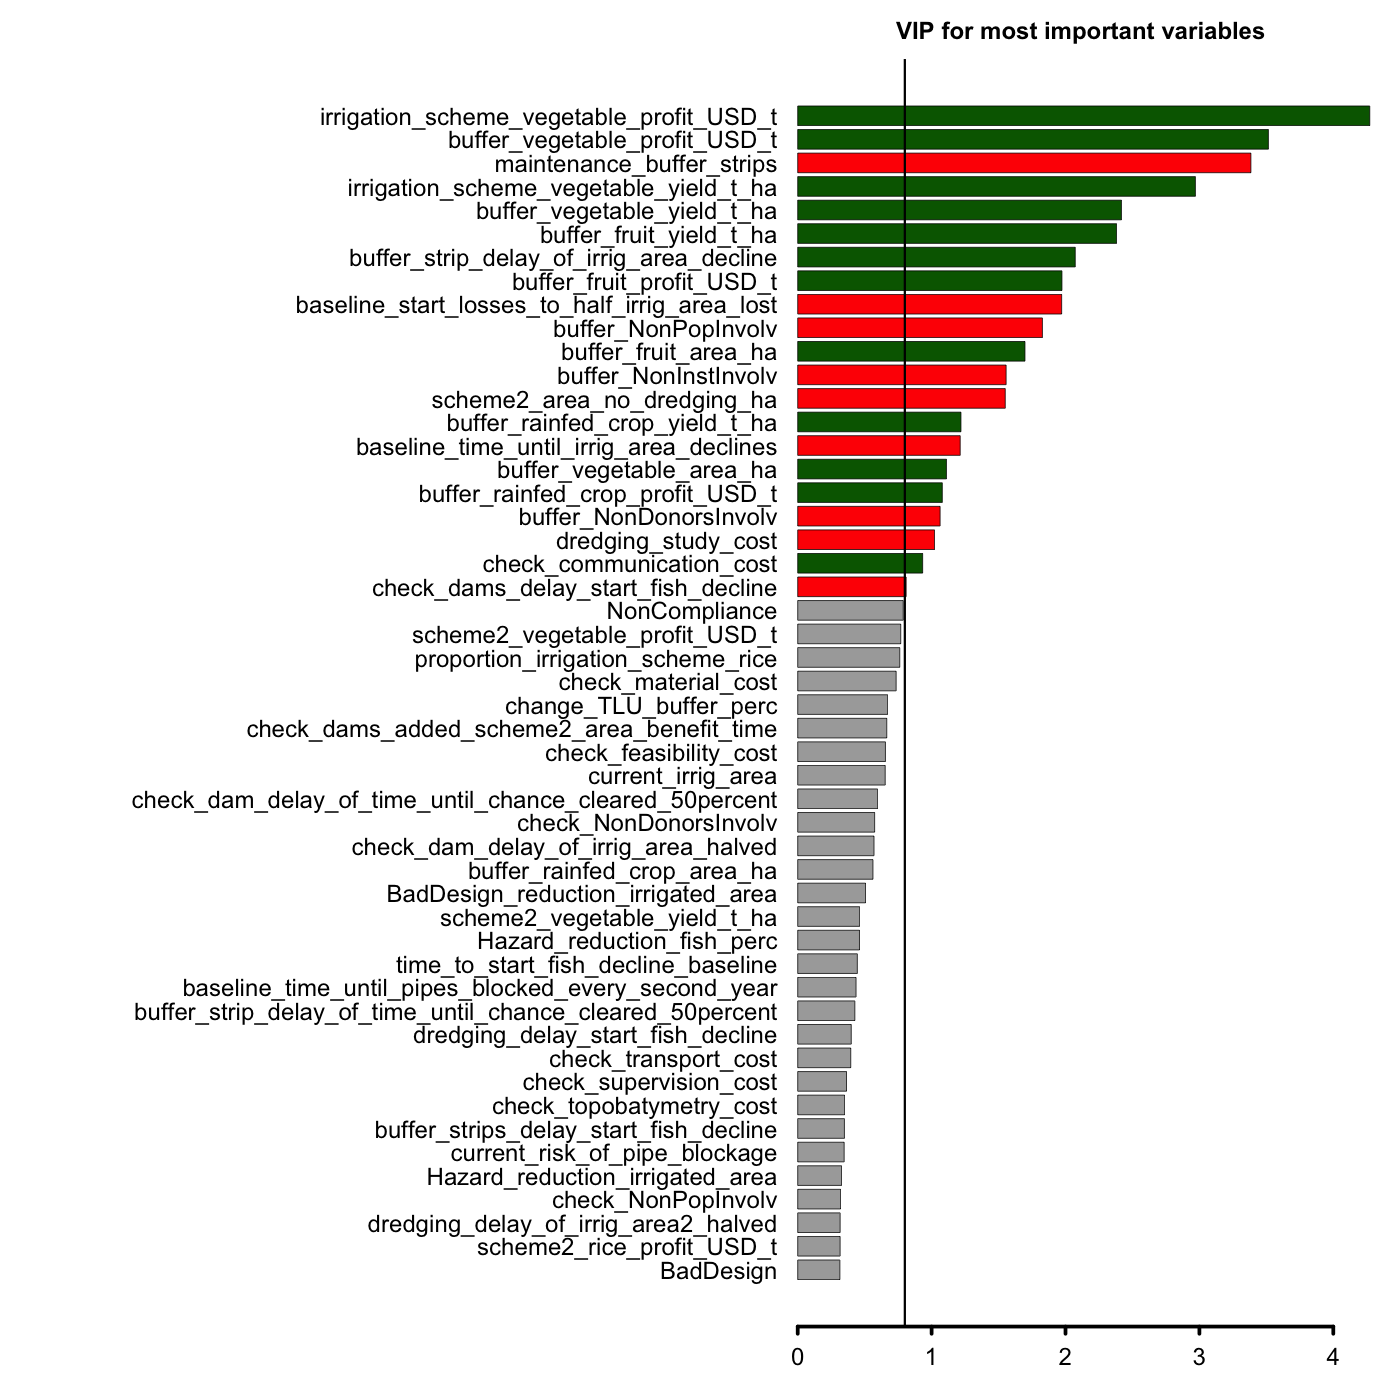 VIP for most important variables
irrigation_scheme_vegetable_profit_USD_t
buffer_vegetable_profit_USD_t
maintenance_buffer_strips
irrigation_scheme_vegetable_yield_t_ha
buffer_vegetable_yield_t_ha
buffer_fruit_yield_t_ha
buffer_strip_delay_of_irrig_area_decline
buffer_fruit_profit_USD_t
baseline_start_losses_to_half_irrig_area_lost
buffer_NonPopInvolv
buffer_fruit_area_ha
buffer_NonInstInvolv
scheme2_area_no_dredging_ha
buffer_rainfed_crop_yield_t_ha
baseline_time_until_irrig_area_declines
buffer_vegetable_area_ha
buffer_rainfed_crop_profit_USD_t
buffer_NonDonorsInvolv
dredging_study_cost
check_communication_cost
check_dams_delay_start_fish_decline
NonCompliance
scheme2_vegetable_profit_USD_t
proportion_irrigation_scheme_rice
check_material_cost
change_TLU_buffer_perc
check_dams_added_scheme2_area_benefit_time
check_feasibility_cost
current_irrig_area
check_dam_delay_of_time_until_chance_cleared_50percent
check_NonDonorsInvolv
check_dam_delay_of_irrig_area_halved
buffer_rainfed_crop_area_ha
BadDesign_reduction_irrigated_area
scheme2_vegetable_yield_t_ha
Hazard_reduction_fish_perc
time_to_start_fish_decline_baseline
baseline_time_until_pipes_blocked_every_second_year
buffer_strip_delay_of_time_until_chance_cleared_50percent
dredging_delay_start_fish_decline
check_transport_cost
check_supervision_cost
check_topobatymetry_cost
buffer_strips_delay_start_fish_decline
current_risk_of_pipe_blockage
Hazard_reduction_irrigated_area
check_NonPopInvolv
dredging_delay_of_irrig_area2_halved
scheme2_rice_profit_USD_t
BadDesign
0 1 2 3 4